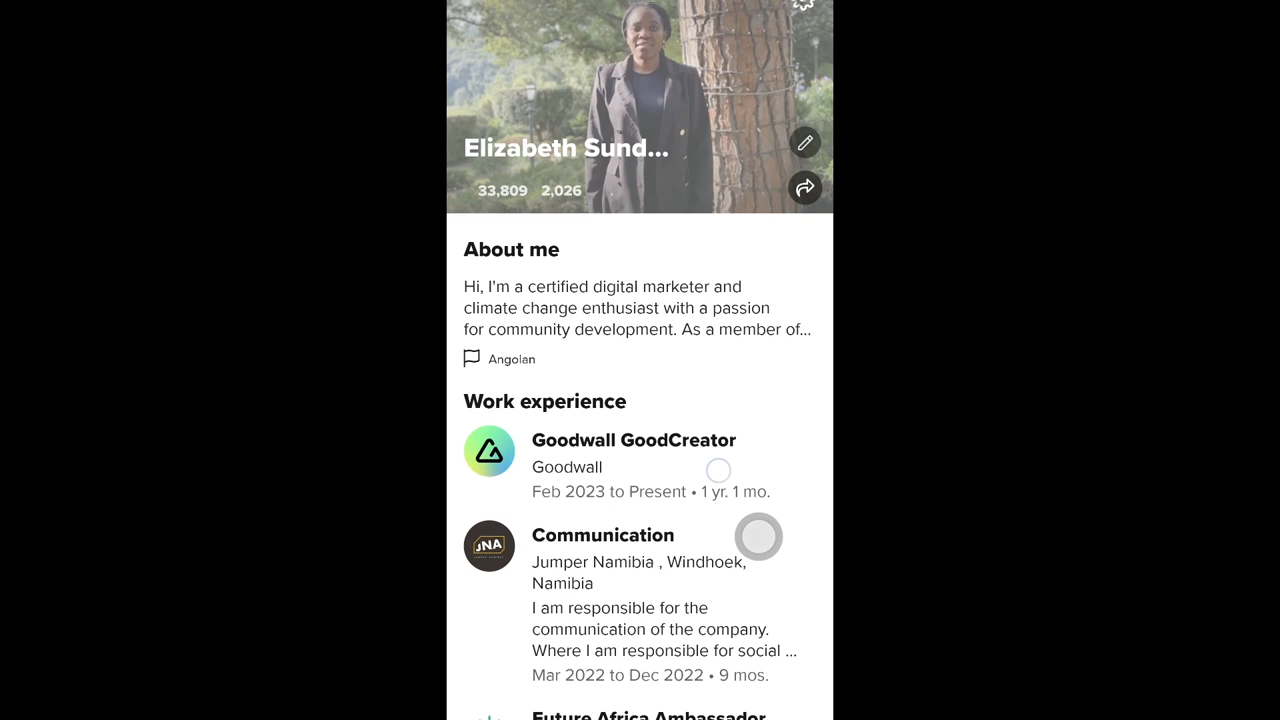 Elizabeth Sund...
33,809 2,026
About me
Hi, I'm a certified digital marketer and
climate change enthusiast with a passion
for community development. As a member of...
Angolan
Work experience
Goodwall GoodCreator
Goodwall
Feb 2023 to Present • 1 yr. 1 mo.
JNA
Communication
Jumper Namibia , Windhoek,
Namibia
I am responsible for the
communication of the company.
Where I am responsible for social ...
Mar 2022 to Dec 2022 • 9 mos.
Future Africa Ambassador